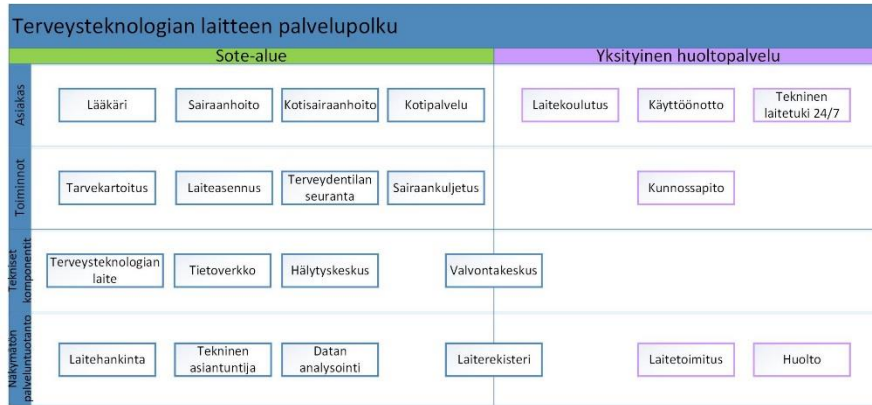 Terveysteknologian laitteen palvelupolku
Sote-alue
Yksityinen huoltopalvelu
Asiakas
Lääkäri
Sairaanhoito
Kotisairaanhoito
Kotipalvelu
Laitekoulutus
Käyttöönotto
Tekninen
laitetuki 24/7
Toiminnot
Tarvekartoitus
Laiteasennus
Terveydentilan
seuranta
Sairaankuljetus
Kunnossapito
Tekniset
komponentit
Terveysteknologian
laite
Tietoverkko
Hälytyskeskus
Valvontakeskus
Näkymätön
palveluntuotanto
Laitehankinta
Tekninen
asiantuntija
Datan
analysointi
Laiterekisteri
Laitetoimitus
Huolto